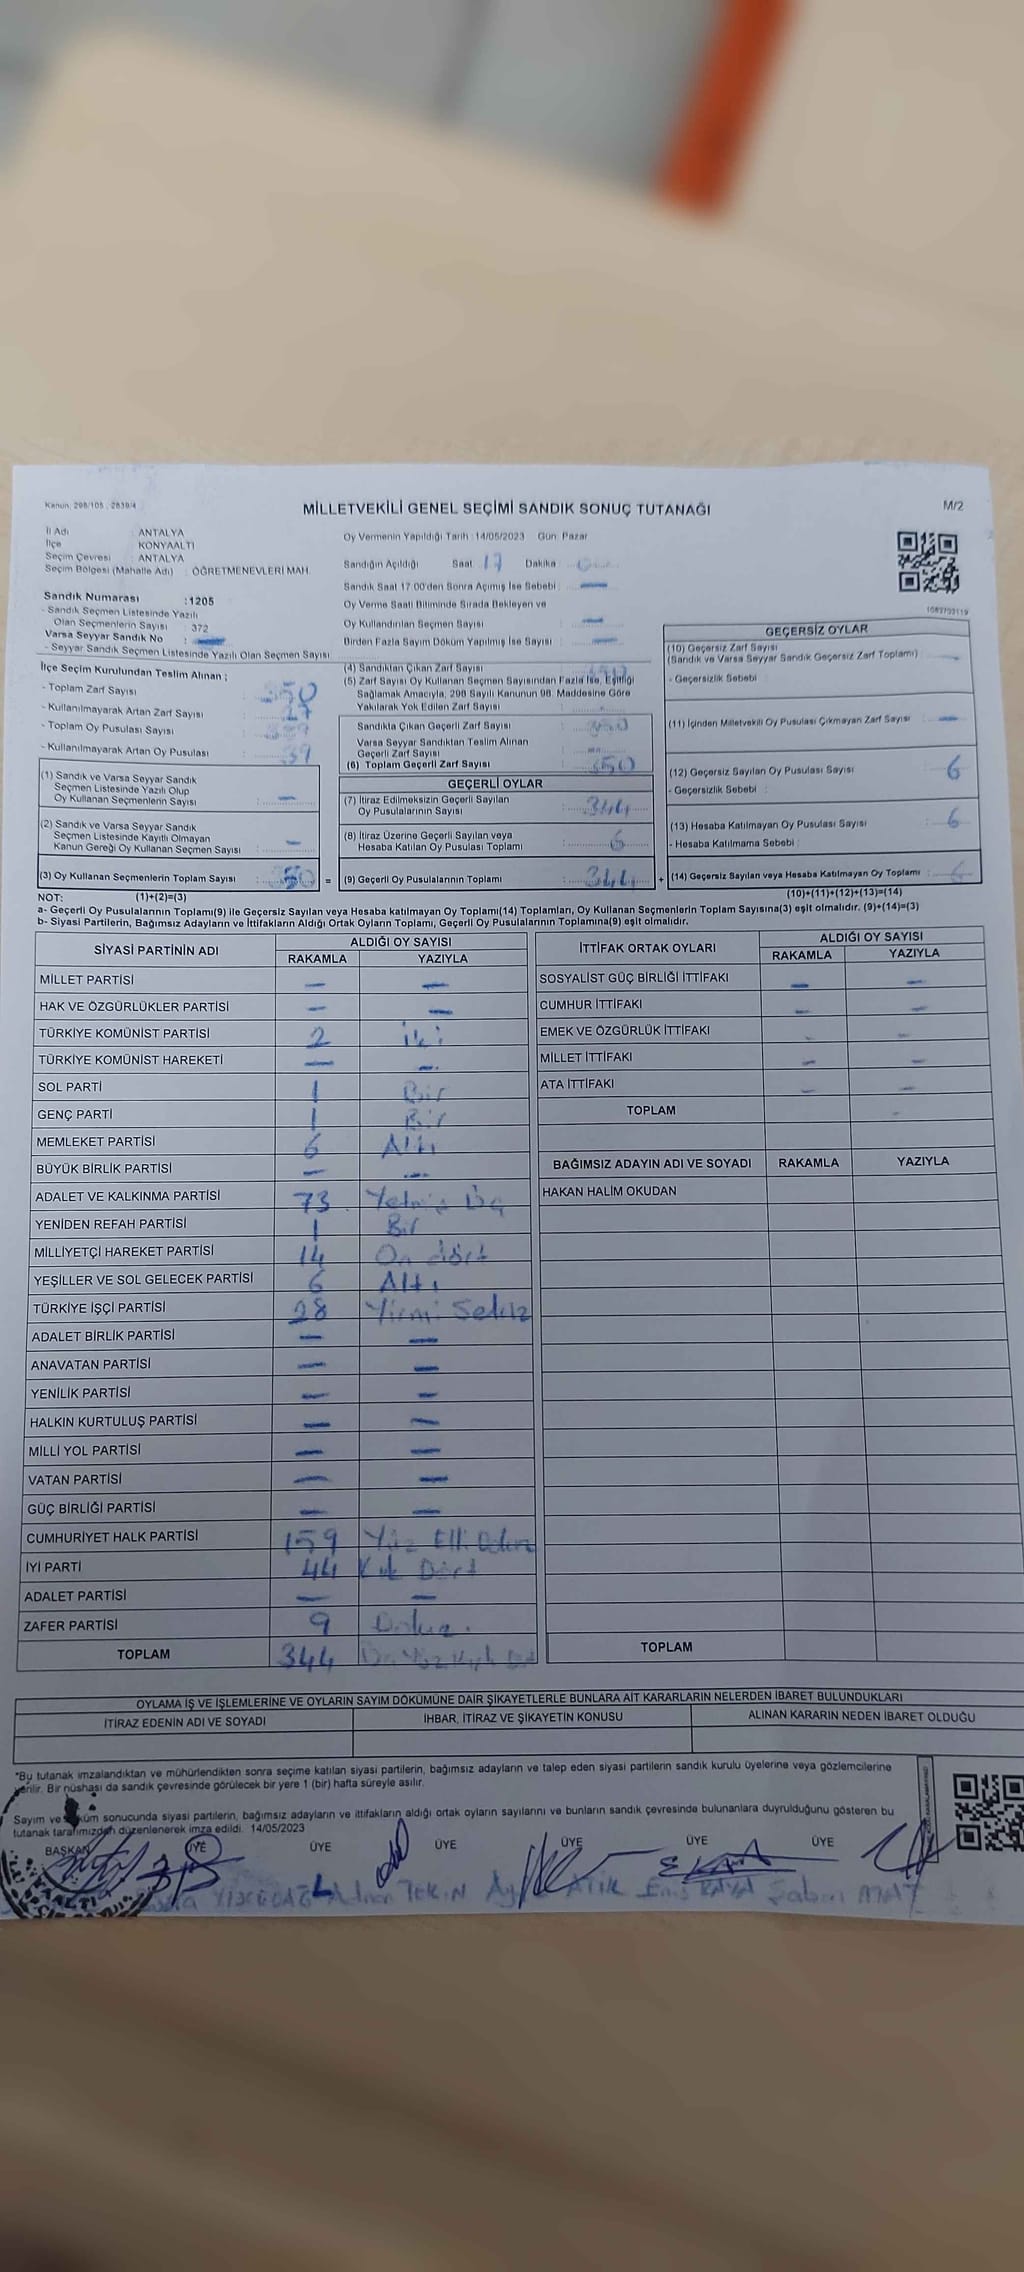 Kanun: 298/105 , 2839/4
MİLLETVEKİLİ GENEL SEÇİMİ SANDIK SONUÇ TUTANAĞI
M/2
İl Adı : ANTALYA
İlçe : KONYAALTI
Seçim Çevresi : ANTALYA
Seçim Bölgesi (Mahalle Adı) : ÖĞRETMENEVLERİ MAH.
Sandık Numarası :1205
- Sandık Seçmen Listesinde Yazılı
Olan Seçmenlerin Sayısı : 372
Varsa Seyyar Sandık No :
- Seyyar Sandık Seçmen Listesinde Yazılı Olan Seçmen Sayısı
Oy Vermenin Yapıldığı Tarih : 14/05/2023 Gün: Pazar
Sandığın Açıldığı Saat 17 Dakika
Sandık Saat 17.00'den Sonra Açımış İse Sebebi : —
Oy Verme Saati Bitiminde Sırada Bekleyen ve
Oy Kullandırılan Seçmen Sayısı —
Birden Fazla Sayım Döküm Yapılmış İse Sayısı —
1083703119
İlçe Seçim Kurulundan Teslim Alınan ;
- Toplam Zarf Sayısı
- Kullanılmayarak Artan Zarf Sayısı : 27
- Toplam Oy Pusulası Sayısı
- Kullanılmayarak Artan Oy Pusulası : 39
(1) Sandık ve Varsa Seyyar Sandık
Seçmen Listesinde Yazılı Olup
Oy Kullanan Seçmenlerin Sayısı : —
(2) Sandık ve Varsa Seyyar Sandık
Seçmen Listesinde Kayıtlı Olmayan
Kanun Gereği Oy Kullanan Seçmen Sayısı : —
(3) Oy Kullanan Seçmenlerin Toplam Sayısı : 350 =
(4) Sandıktan Çıkan Zarf Sayısı
(5) Zarf Sayısı Oy Kullanan Seçmen Sayısından Fazla İse, Eşitliği
Sağlamak Amacıyla, 298 Sayılı Kanunun 98. Maddesine Göre
Yakılarak Yok Edilen Zarf Sayısı
Sandıkla Çıkan Geçerli Zarf Sayısı : 350
Varsa Seyyar Sandıktan Teslim Alınan
Geçerli Zarf Sayısı
(6) Toplam Geçerli Zarf Sayısı : 350
GEÇERLİ OYLAR
(7) İtiraz Edilmeksizin Geçerli Sayılan
Oy Pusulalarının Sayısı : 344
(8) İtiraz Üzerine Geçerli Sayılan veya
Hesaba Katılan Oy Pusulası Toplamı : 6
(9) Geçerli Oy Pusulalarının Toplamı : 344 +
GEÇERSİZ OYLAR
(10) Geçersiz Zarf Sayısı
(Sandık ve Varsa Seyyar Sandık Geçersiz Zarf Toplamı) —
- Geçersizlik Sebebi :
(11) İçinden Milletvekili Oy Pusulası Çıkmayan Zarf Sayısı : —
(12) Geçersiz Sayılan Oy Pusulası Sayısı : 6
- Geçersizlik Sebebi :
(13) Hesaba Katılmayan Oy Pusulası Sayısı : 6
- Hesaba Katılmama Sebebi :
(14) Geçersiz Sayılan veya Hesaba Katılmayan Oy Toplamı : 6
NOT: (1)+(2)=(3) (10)+(11)+(12)+(13)=(14)
a- Geçerli Oy Pusulalarının Toplamı(9) ile Geçersiz Sayılan veya Hesaba katılmayan Oy Toplamı(14) Toplamları, Oy Kullanan Seçmenlerin Toplam Sayısına(3) eşit olmalıdır. (9)+(14)=(3)
b- Siyasi Partilerin, Bağımsız Adayların ve İttifakların Aldığı Ortak Oyların Toplamı, Geçerli Oy Pusulalarının Toplamına(9) eşit olmalıdır.
SİYASİ PARTİNİN ADI ALDIĞI OY SAYISI
RAKAMLA YAZIYLA
MİLLET PARTİSİ — —
HAK VE ÖZGÜRLÜKLER PARTİSİ — —
TÜRKİYE KOMÜNİST PARTİSİ 2 iki
TÜRKİYE KOMÜNİST HAREKETİ — —
SOL PARTİ 1 Bir
GENÇ PARTİ 1 Bir
MEMLEKET PARTİSİ 6 Altı
BÜYÜK BİRLİK PARTİSİ — —
ADALET VE KALKINMA PARTİSİ 73 Yetmiş Üç
YENİDEN REFAH PARTİSİ 1 Bir
MİLLİYETÇİ HAREKET PARTİSİ 14 On dört
YEŞİLLER VE SOL GELECEK PARTİSİ 6 Altı
TÜRKİYE İŞÇİ PARTİSİ 28 Yirmi Sekiz
ADALET BİRLİK PARTİSİ — —
ANAVATAN PARTİSİ — —
YENİLİK PARTİSİ — —
HALKIN KURTULUŞ PARTİSİ — —
MİLLİ YOL PARTİSİ — —
VATAN PARTİSİ — —
GÜÇ BİRLİĞİ PARTİSİ — —
CUMHURİYET HALK PARTİSİ 159 Yüz Elli Dokuz
İYİ PARTİ 44 Kırk Dört
ADALET PARTİSİ — —
ZAFER PARTİSİ 9 Dokuz
TOPLAM 344
İTTİFAK ORTAK OYLARI ALDIĞI OY SAYISI
RAKAMLA YAZIYLA
SOSYALİST GÜÇ BİRLİĞİ İTTİFAKI — —
CUMHUR İTTİFAKI — —
EMEK VE ÖZGÜRLÜK İTTİFAKI — —
MİLLET İTTİFAKI — —
ATA İTTİFAKI — —
TOPLAM —
BAĞIMSIZ ADAYIN ADI VE SOYADI RAKAMLA YAZIYLA
HAKAN HALİM OKUDAN
TOPLAM
OYLAMA İŞ VE İŞLEMLERİNE VE OYLARIN SAYIM DÖKÜMÜNE DAİR ŞİKAYETLERLE BUNLARA AİT KARARLARIN NELERDEN İBARET BULUNDUKLARI
İTİRAZ EDENİN ADI VE SOYADI İHBAR, İTİRAZ VE ŞİKAYETİN KONUSU ALINAN KARARIN NEDEN İBARET OLDUĞU
*Bu tutanak imzalandıktan ve mühürlendikten sonra seçime katılan siyasi partilerin, bağımsız adayların ve talep eden siyasi partilerin sandık kurulu üyelerine veya gözlemcilerine
verilir. Bir nüshası da sandık çevresinde görülecek bir yere 1 (bir) hafta süreyle asılır.
Sayım ve döküm sonucunda siyasi partilerin, bağımsız adayların ve ittifakların aldığı ortak oyların sayılarını ve bunların sandık çevresinde bulunanlara duyrulduğunu gösteren bu
tutanak tarafımızdan düzenlenerek imza edildi. 14/05/2023
BAŞKAN ÜYE ÜYE ÜYE ÜYE ÜYE ÜYE
TEKİN Enis KAYA Şaban